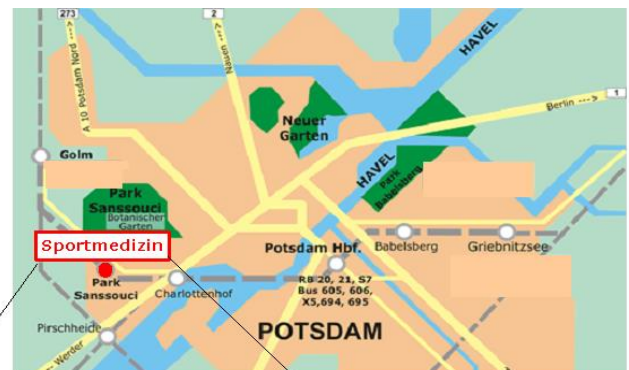 273
2
HAVEL
Nauen
A 10 Potsdam Nord <---
1
Berlin --->
Neuer
Garten
Golm
HAVEL
Park
Babelsberg
Park
Sanssouci
Botanischer
Garten
Sportmedizin
Potsdam Hbf.
Babelsberg
Griebnitzsee
Park
Sanssouci
Charlottenhof
RB 20, 21, S7
Bus 605, 606,
X5,694, 695
Pirschheide
POTSDAM
<--- Werder